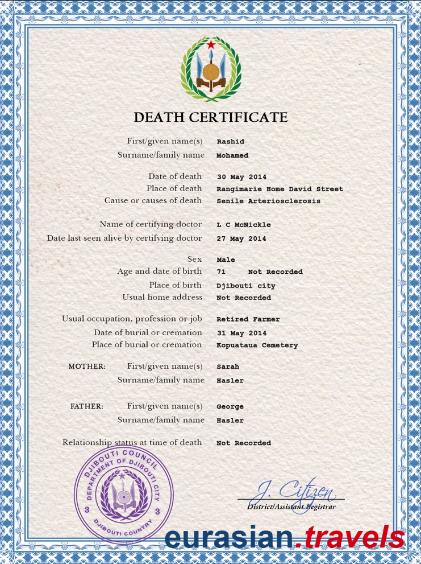 DEATH CERTIFICATE
First/given name(s) Rashid
Surname/family name Mohamed
Date of death 30 May 2014
Place of death Rangimarie Home David Street
Cause or causes of death Senile Arteriosclerosis
Name of certifying doctor L C McNickle
Date last seen alive by certifying doctor 27 May 2014
Sex Male
Age and date of birth 71 Not Recorded
Place of birth Djibouti city
Usual home address Not Recorded
Usual occupation, profession or job Retired Farmer
Date of burial or cremation 31 May 2014
Place of burial or cremation Kopuataua Cemetery
MOTHER: First/given name(s) Sarah
Surname/family name Hasler
FATHER: First/given name(s) George
Surname/family name Hasler
Relationship status at time of death Not Recorded
DJIBOUTI COUNCIL
DEPARTMENT OF DJIBOUTI CITY
3 3
DJIBOUTI COUNTRY
J. Citizen
District/Assistant Registrar
eurasian.travels